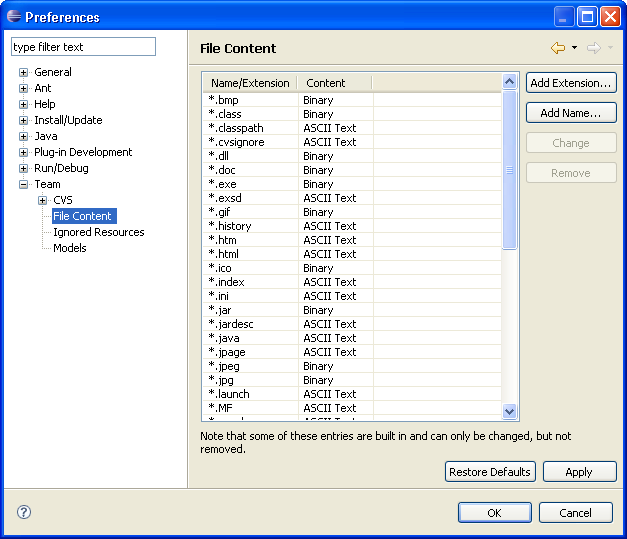 Preferences
type filter text
General
Ant
Help
Install/Update
Java
Plug-in Development
Run/Debug
Team
CVS
File Content
Ignored Resources
Models
File Content
Name/Extension Content
*.bmp Binary
*.class Binary
*.classpath ASCII Text
*.cvsignore ASCII Text
*.dll Binary
*.doc Binary
*.exe Binary
*.exsd ASCII Text
*.gif Binary
*.history ASCII Text
*.htm ASCII Text
*.html ASCII Text
*.ico Binary
*.index ASCII Text
*.ini ASCII Text
*.jar Binary
*.jardesc ASCII Text
*.java ASCII Text
*.jpage ASCII Text
*.jpeg Binary
*.jpg Binary
*.launch ASCII Text
*.MF ASCII Text
Add Extension...
Add Name...
Change
Remove
Note that some of these entries are built in and can only be changed, but not
removed.
Restore Defaults Apply
OK Cancel